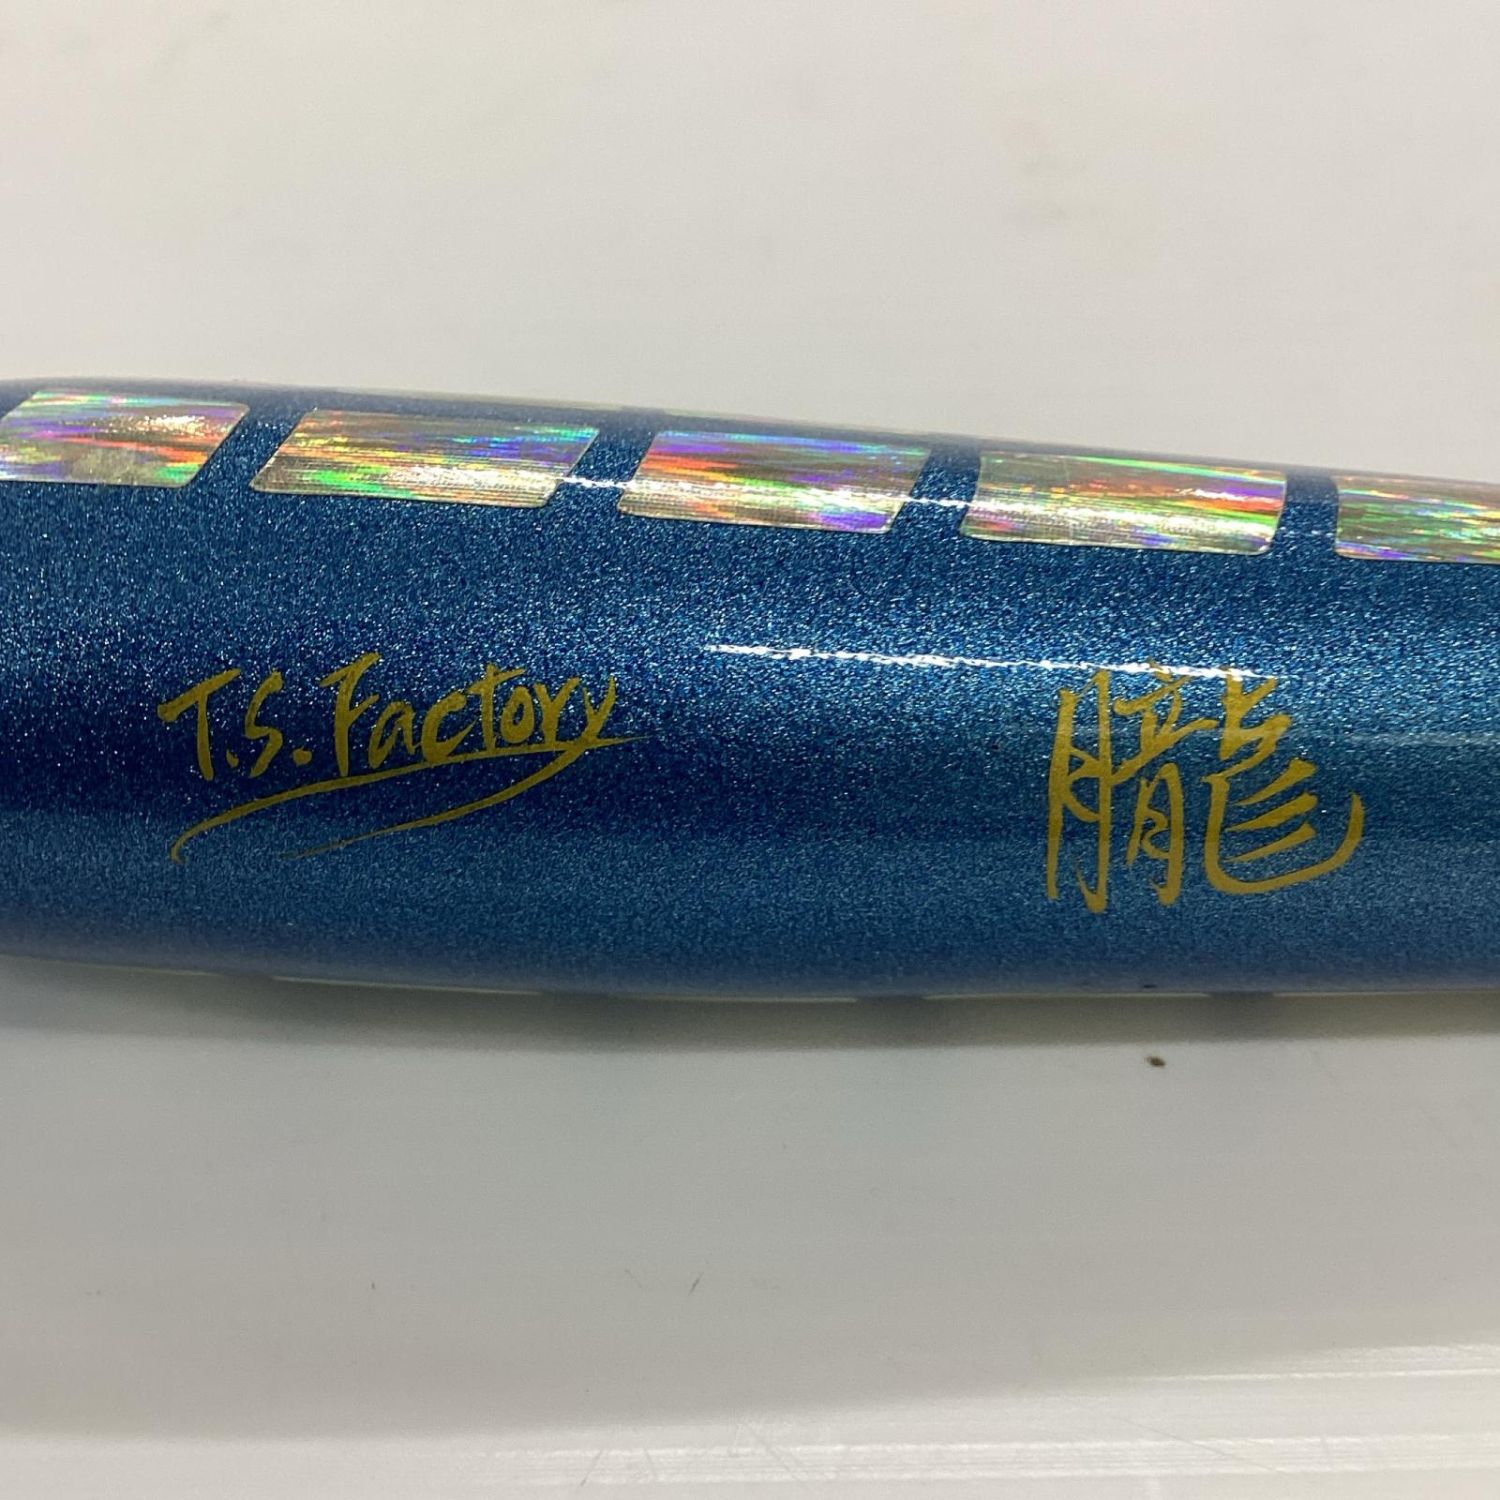 T.S. Factory
朧